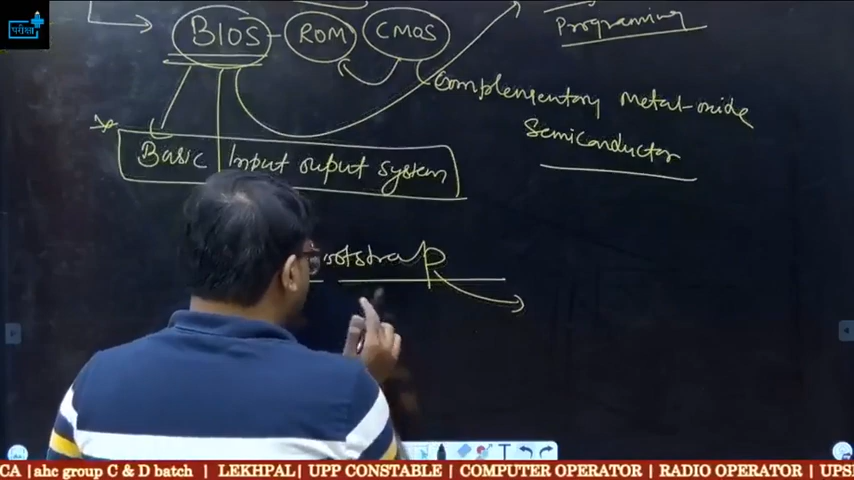 परीक्षा
BIOS - ROM CMOS
Programming
Complementary Metal-oxide
Semiconductor
Basic Input output system
otstrap
CA | ahc group C & D batch | LEKHPAL | UPP CONSTABLE | COMPUTER OPERATOR | RADIO OPERATOR | UPS